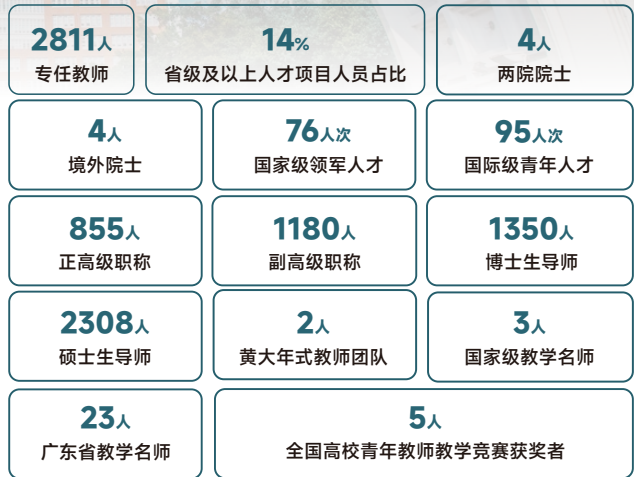 2811人
专任教师
14%
省级及以上人才项目人员占比
4人
两院院士
4人
境外院士
76人次
国家级领军人才
95人次
国际级青年人才
855人
正高级职称
1180人
副高级职称
1350人
博士生导师
2308人
硕士生导师
2人
黄大年式教师团队
3人
国家级教学名师
23人
广东省教学名师
5人
全国高校青年教师教学竞赛获奖者